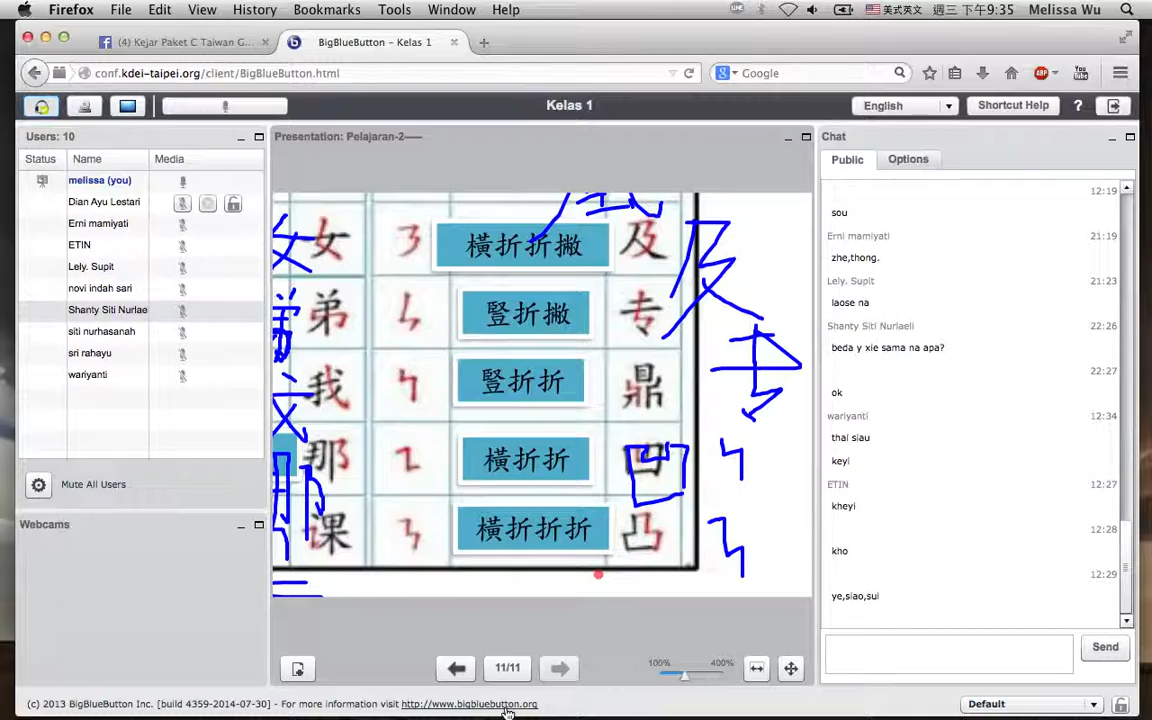 Firefox File Edit View History Bookmarks Tools Window Help 美式英文 週三下午9:35 Melissa Wu
(4) Kejar Paket C Taiwan G... BigBlueButton - Kelas 1
conf.kdei-taipei.org/client/BigBlueButton.html Google
Kelas 1 English Shortcut Help ?
Users: 10
Status Name Media
melissa (you)
Dian Ayu Lestari
Erni mamiyati
ETIN
Lely. Supit
novi indah sari
Shanty Siti Nurlae
siti nurhasanah
sri rahayu
wariyanti
Mute All Users
Webcams
Presentation: Pelajaran-2-----
女 橫折折撇 及
弟 豎折撇 专
我 豎折折 鼎
那 橫折折 凹
课 橫折折折 凸
11/11
100% 400%
Chat
Public Options
12:19
sou
Erni mamiyati 21:19
zhe,thong.
Lely. Supit 21:23
laose na
Shanty Siti Nurlaeli 22:26
beda y xie sama na apa?
22:27
ok
wariyanti 12:34
thai siau
keyi
ETIN 12:27
kheyi
12:28
kho
12:29
ye,siao,sui
Send
(c) 2013 BigBlueButton Inc. [build 4359-2014-07-30] - For more information visit http://www.bigbluebutton.org
Default